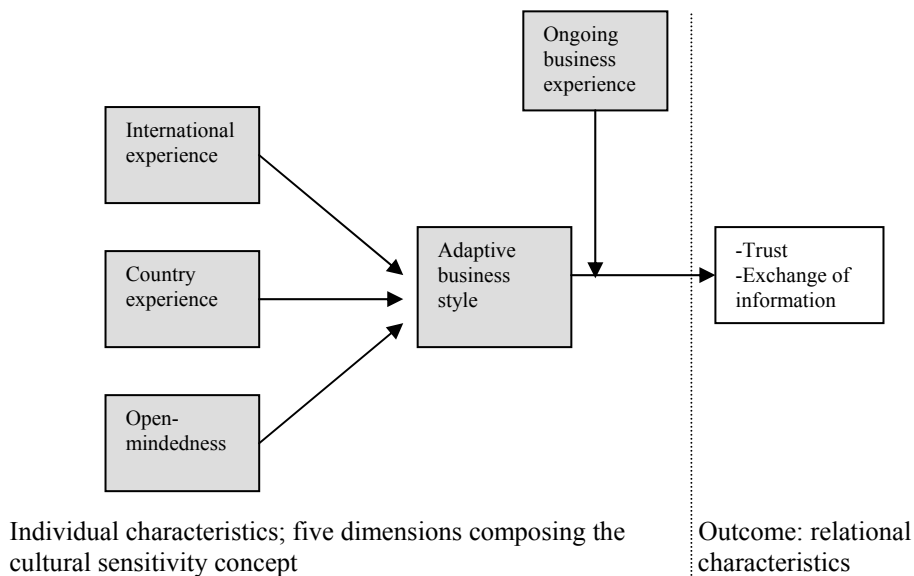 Ongoing
business
experience
International
experience
Country
experience
Adaptive
business
style
-Trust
-Exchange of
information
Open-
mindedness
Individual characteristics; five dimensions composing the
cultural sensitivity concept
Outcome: relational
characteristics